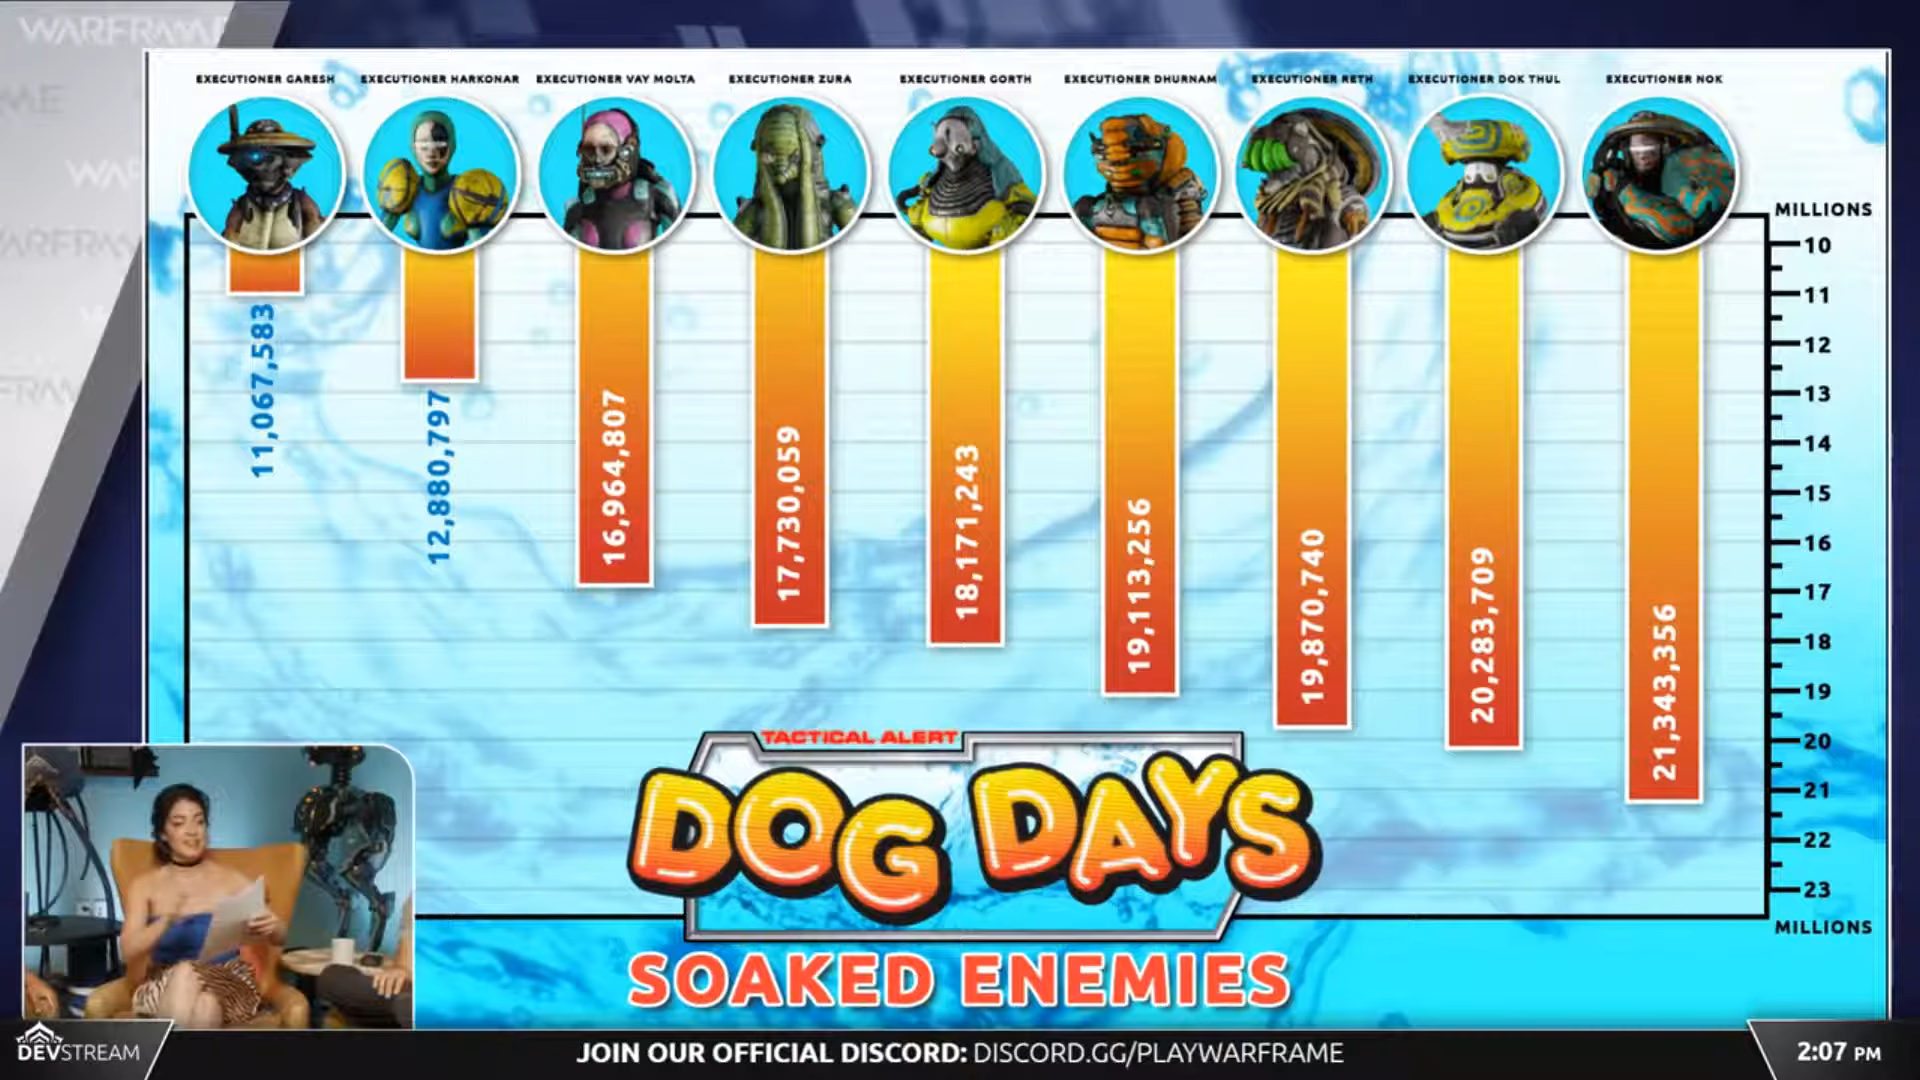 WARFRAME
EXECUTIONER GARESH
EXECUTIONER HARKONAR
EXECUTIONER VAY MOLTA
EXECUTIONER ZURA
EXECUTIONER GORTH
EXECUTIONER DHURNAM
EXECUTIONER RETH
EXECUTIONER DOK THUL
EXECUTIONER NOK
MILLIONS
10
11
12
13
14
15
16
17
18
19
20
21
22
23
MILLIONS
11,067,583
12,880,797
16,964,807
17,730,059
18,171,243
19,113,256
19,870,740
20,283,709
21,343,356
TACTICAL ALERT
DOG DAYS
SOAKED ENEMIES
DEVSTREAM
JOIN OUR OFFICIAL DISCORD: DISCORD.GG/PLAYWARFRAME
2:07 PM